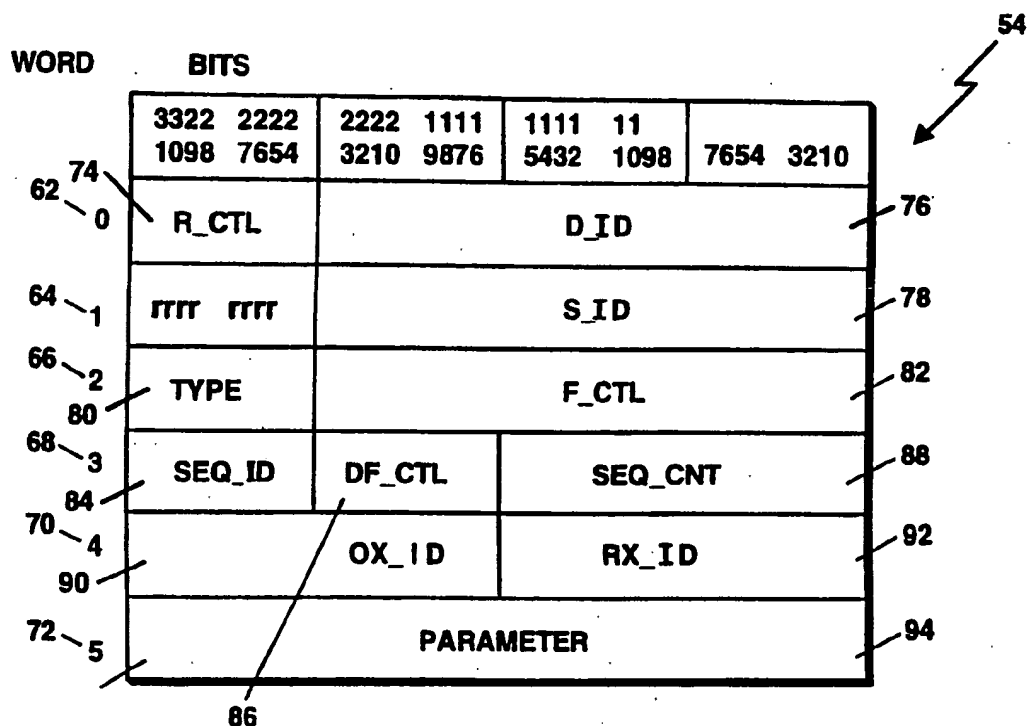 54
WORD BITS
3322 2222 2222 1111 1111 11
1098 7654 3210 9876 5432 1098 7654 3210
74
62 0 R_CTL D_ID 76
64 1 rrrr rrrr S_ID 78
66 2 TYPE F_CTL 82
80
68 3 SEQ_ID DF_CTL SEQ_CNT 88
84
70 4 OX_ID RX_ID 92
90
72 5 PARAMETER 94
86